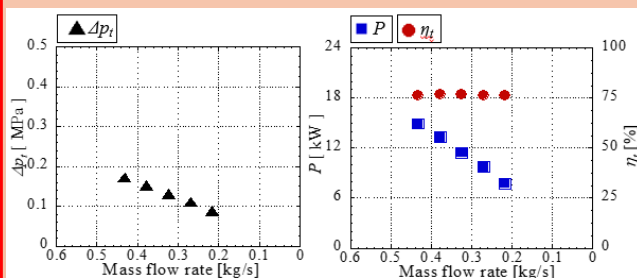 ▲ Δpₜ
0.5
0.4
0.3
0.2
0.1
0
0.6 0.5 0.4 0.3 0.2 0.1 0
Δpₜ [ MPa]
Mass flow rate [kg/s]
■ P ● ηₜ
24
18
12
6
0
100
75
50
25
0
0.6 0.5 0.4 0.3 0.2 0.1 0
P [ kW]
ηₜ [%]
Mass flow rate [kg/s]